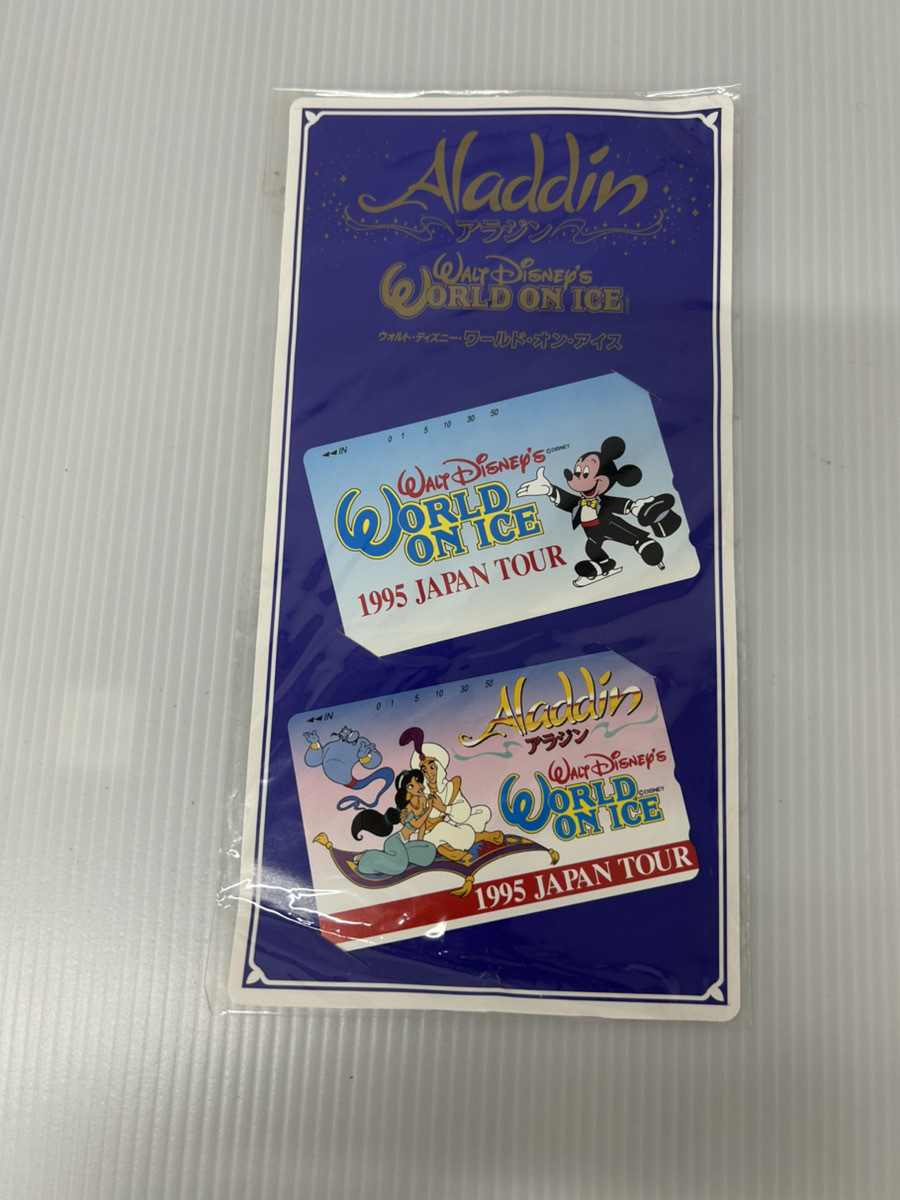 Aladdin
アラジン
WALT DISNEY'S
WORLD ON ICE
ウォルト・ディズニー・ワールド・オン・アイス
◀◀IN 0 1 5 10 30 50
WALT DISNEY'S ©DISNEY
WORLD
ON ICE
1995 JAPAN TOUR
◀◀IN 0 1 5 10 30 50
Aladdin
アラジン
WALT DISNEY'S
WORLD ©DISNEY
ON ICE
1995 JAPAN TOUR